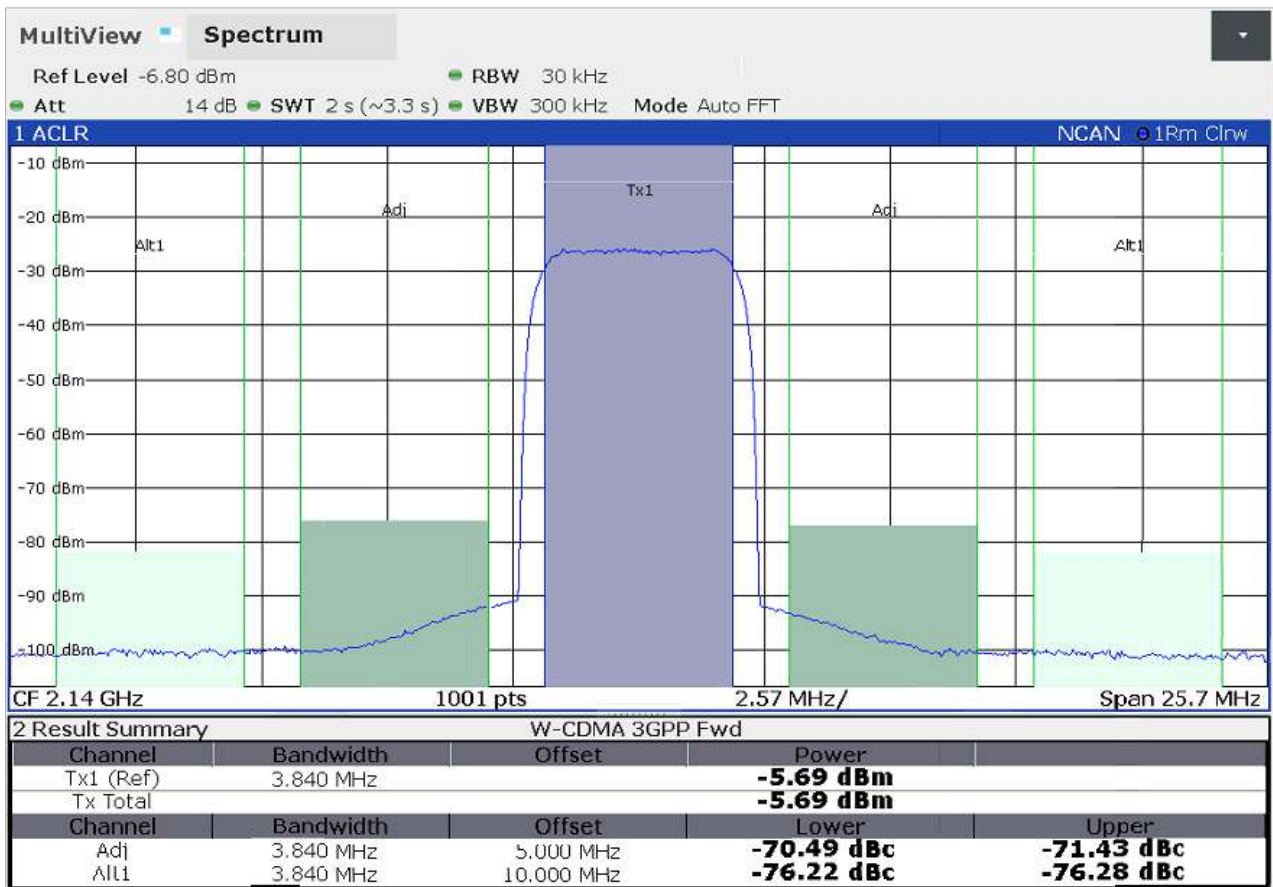 MultiView Spectrum
Ref Level -6.80 dBm RBW 30 kHz
Att 14 dB SWT 2 s (~3.3 s) VBW 300 kHz Mode Auto FFT
1 ACLR NCAN 1Rm Clrw
-10 dBm
Tx1
-20 dBm Adj Adj
Alt1 Alt1
-30 dBm
-40 dBm
-50 dBm
-60 dBm
-70 dBm
-80 dBm
-90 dBm
-100 dBm
CF 2.14 GHz 1001 pts 2.57 MHz/ Span 25.7 MHz
2 Result Summary W-CDMA 3GPP Fwd
Channel Bandwidth Offset Power
Tx1 (Ref) 3.840 MHz -5.69 dBm
Tx Total -5.69 dBm
Channel Bandwidth Offset Lower Upper
Adj 3.840 MHz 5.000 MHz -70.49 dBc -71.43 dBc
Alt1 3.840 MHz 10.000 MHz -76.22 dBc -76.28 dBc